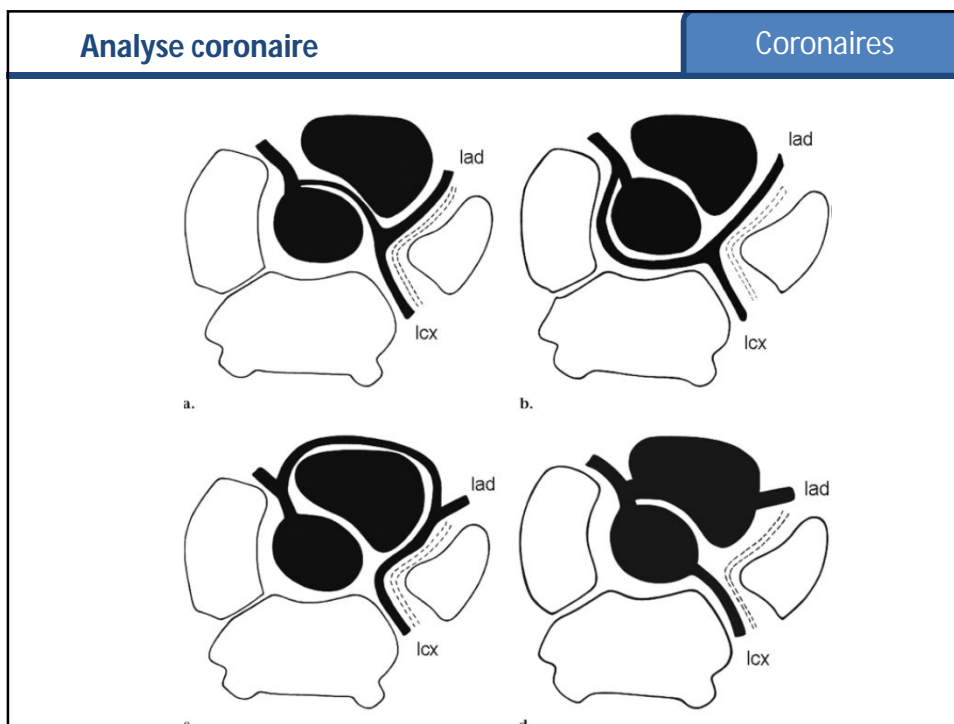 Analyse coronaire
Coronaires
lad
lad
lcx
lcx
a.
b.
lad
lad
lcx
lcx